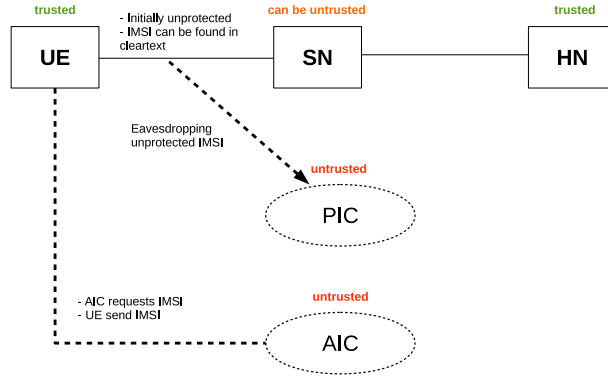 trusted
- Initially unprotected
- IMSI can be found in
cleartext
can be untrusted
trusted
UE
SN
HN
Eavesdropping
unprotected IMSI
untrusted
PIC
- AIC requests IMSI
- UE send IMSI
untrusted
AIC